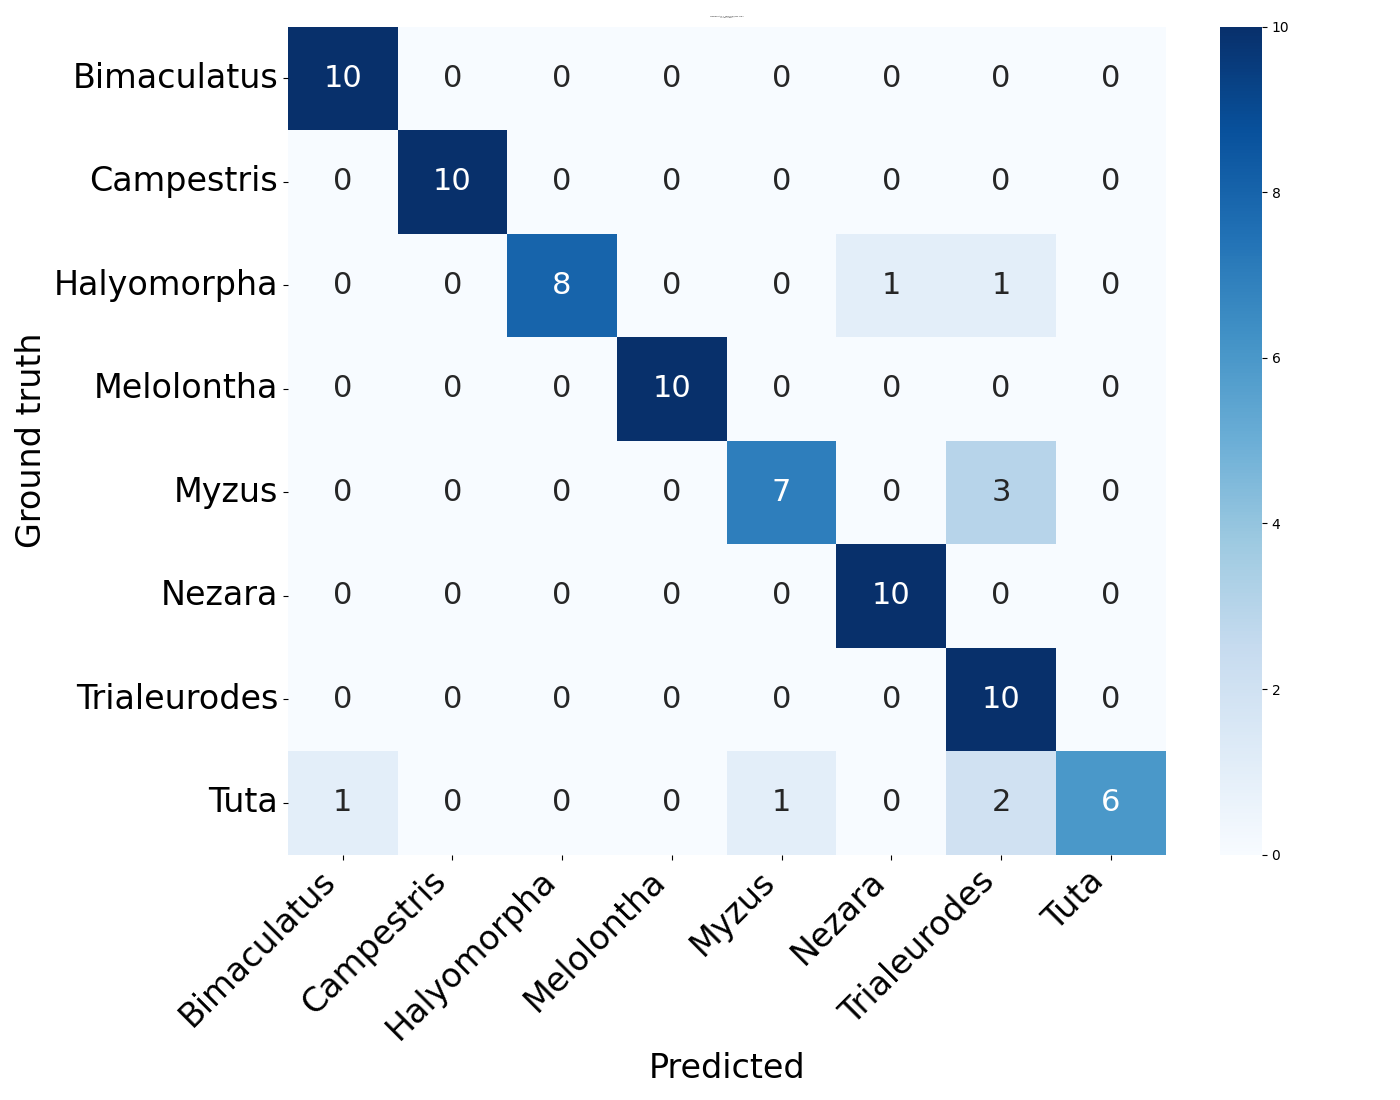 Bimaculatus 10 0 0 0 0 0 0 0
Campestris 0 10 0 0 0 0 0 0
Halyomorpha 0 0 8 0 0 1 1 0
Melolontha 0 0 0 10 0 0 0 0
Myzus 0 0 0 0 7 0 3 0
Nezara 0 0 0 0 0 10 0 0
Trialeurodes 0 0 0 0 0 0 10 0
Tuta 1 0 0 0 1 0 2 6
Ground truth
Bimaculatus
Campestris
Halyomorpha
Melolontha
Myzus
Nezara
Trialeurodes
Tuta
Predicted
10
8
6
4
2
0